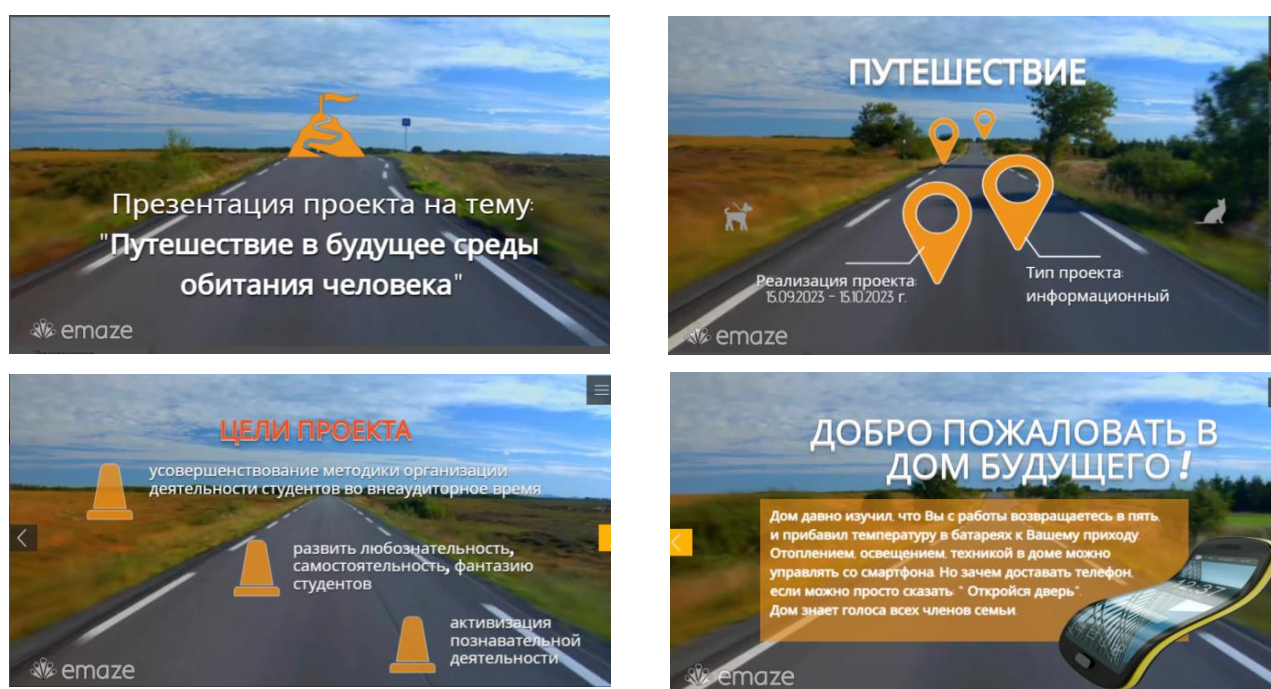 Презентация проекта на тему:
"Путешествие в будущее среды
обитания человека"
emaze
ПУТЕШЕСТВИЕ
Реализация проекта:
15.09.2023 - 15.10.2023 г.
Тип проекта:
информационный
emaze
ЦЕЛИ ПРОЕКТА
усовершенствование методики организации
деятельности студентов во внеаудиторное время
развить любознательность,
самостоятельность, фантазию
студентов
активизация
познавательной
деятельности
emaze
ДОБРО ПОЖАЛОВАТЬ В
ДОМ БУДУЩЕГО !
Дом давно изучил, что Вы с работы возвращаетесь в пять,
и прибавил температуру в батареях к Вашему приходу.
Отоплением, освещением, техникой в доме можно
управлять со смартфона. Но зачем доставать телефон,
если можно просто сказать: " Откройся дверь".
Дом знает голоса всех членов семьи.
12:37
emaze